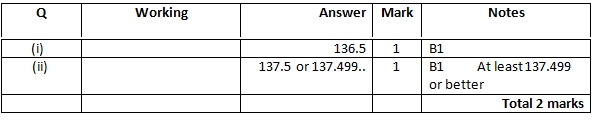 Q Working Answer Mark Notes
(i) 136.5 1 B1
(ii) 137.5 or 137.499.. 1 B1 At least 137.499
or better
Total 2 marks